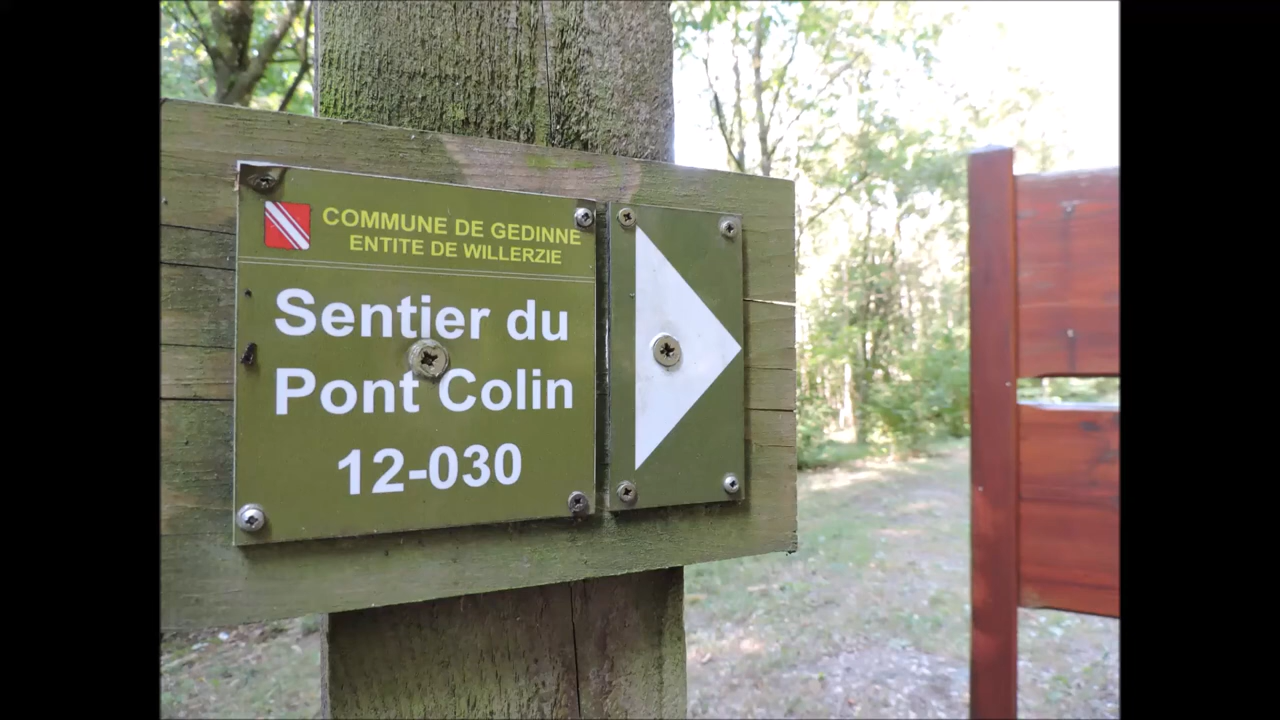 COMMUNE DE GEDINNE
ENTITE DE WILLERZIE
Sentier du
Pont Colin
12-030